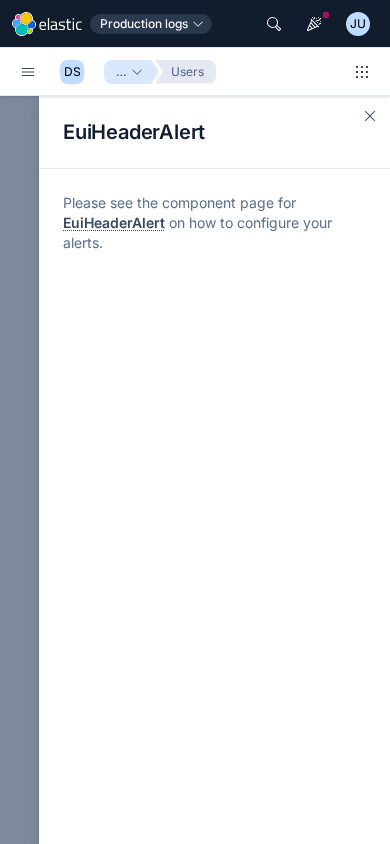 elastic Production logs JU
DS ... Users
EuiHeaderAlert
Please see the component page for
EuiHeaderAlert on how to configure your
alerts.